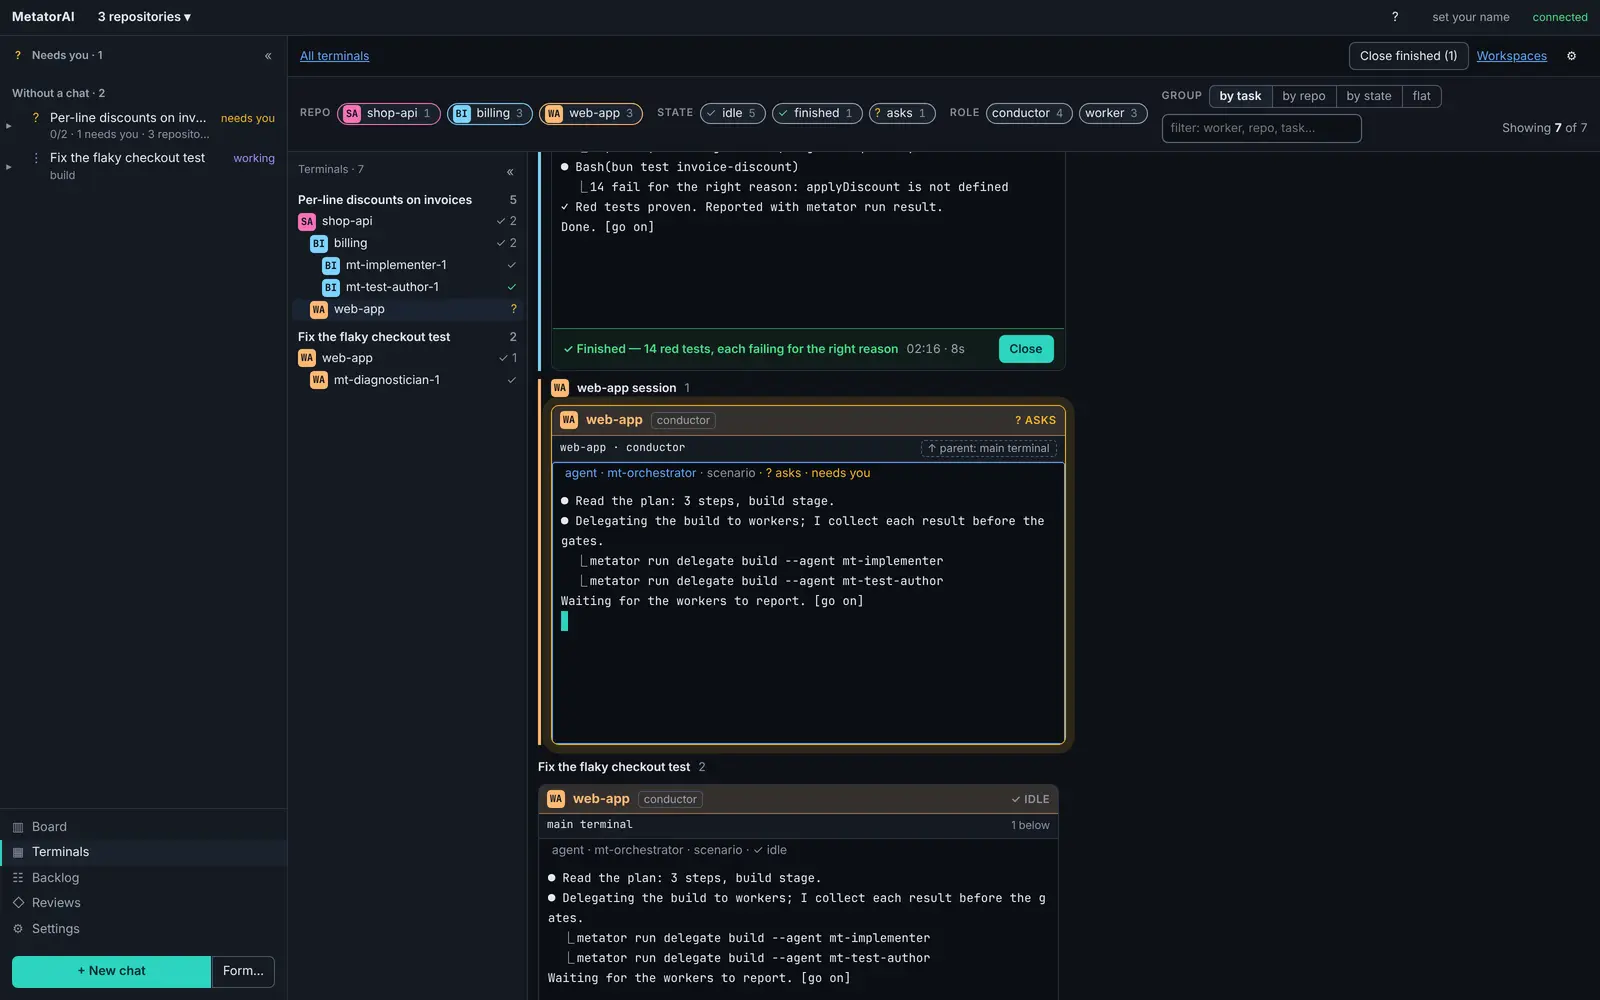 MetatorAI
3 repositories ▾
?
set your name
connected
? Needs you · 1
«
Without a chat · 2
▸ ? Per-line discounts on inv... needs you
0/2 · 1 needs you · 3 reposito...
▸ ⋮ Fix the flaky checkout test working
build
Board
Terminals
Backlog
Reviews
Settings
+ New chat
Form...
All terminals
Close finished (1)
Workspaces
REPO SA shop-api 1 BI billing 3 WA web-app 3 STATE ✓ idle 5 ✓ finished 1 ? asks 1 ROLE conductor 4 worker 3
GROUP by task by repo by state flat
filter: worker, repo, task...
Showing 7 of 7
Terminals · 7
«
Per-line discounts on invoices 5
SA shop-api ✓ 2
BI billing ✓ 2
BI mt-implementer-1 ✓
BI mt-test-author-1 ✓
WA web-app ?
Fix the flaky checkout test 2
WA web-app ✓ 1
WA mt-diagnostician-1 ✓
● Bash(bun test invoice-discount)
⎿14 fail for the right reason: applyDiscount is not defined
✓ Red tests proven. Reported with metator run result.
Done. [go on]
✓ Finished — 14 red tests, each failing for the right reason 02:16 · 8s
Close
WA web-app session 1
WA web-app conductor ? ASKS
web-app · conductor ↑ parent: main terminal
agent · mt-orchestrator · scenario · ? asks · needs you
● Read the plan: 3 steps, build stage.
● Delegating the build to workers; I collect each result before the
gates.
⎿metator run delegate build --agent mt-implementer
⎿metator run delegate build --agent mt-test-author
Waiting for the workers to report. [go on]
Fix the flaky checkout test 2
WA web-app conductor ✓ IDLE
main terminal 1 below
agent · mt-orchestrator · scenario · ✓ idle
● Read the plan: 3 steps, build stage.
● Delegating the build to workers; I collect each result before the g
ates.
⎿metator run delegate build --agent mt-implementer
⎿metator run delegate build --agent mt-test-author
Waiting for the workers to report. [go on]